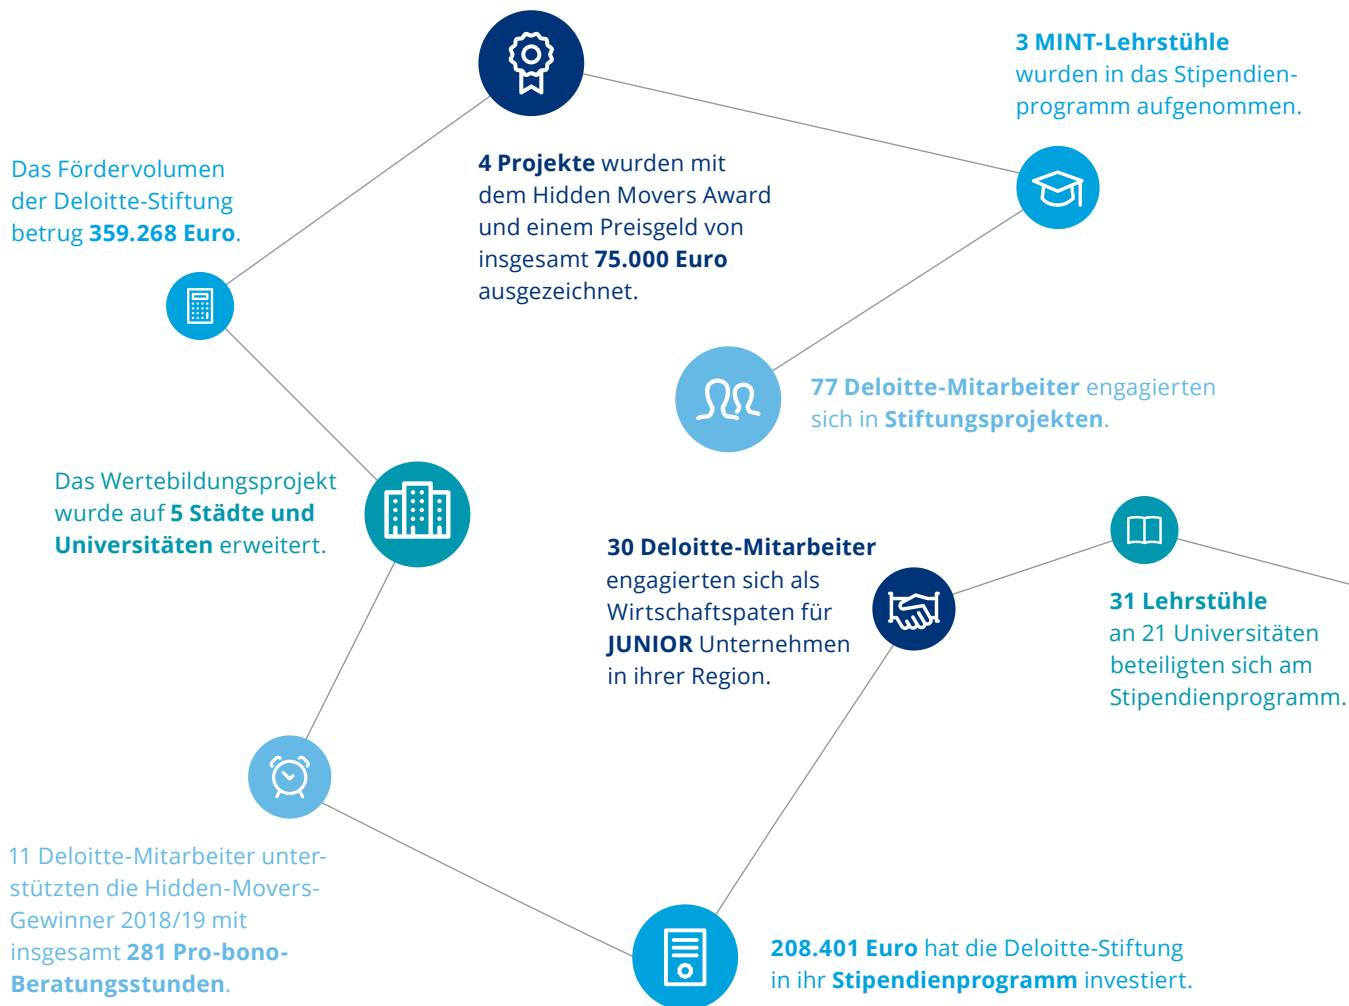 3 MINT-Lehrstühle
wurden in das Stipendien-
programm aufgenommen.
Das Fördervolumen
der Deloitte-Stiftung
betrug 359.268 Euro.
4 Projekte wurden mit
dem Hidden Movers Award
und einem Preisgeld von
insgesamt 75.000 Euro
ausgezeichnet.
77 Deloitte-Mitarbeiter engagierten
sich in Stiftungsprojekten.
Das Wertebildungsprojekt
wurde auf 5 Städte und
Universitäten erweitert.
30 Deloitte-Mitarbeiter
engagierten sich als
Wirtschaftspaten für
JUNIOR Unternehmen
in ihrer Region.
31 Lehrstühle
an 21 Universitäten
beteiligten sich am
Stipendienprogramm.
11 Deloitte-Mitarbeiter unter-
stützten die Hidden-Movers-
Gewinner 2018/19 mit
insgesamt 281 Pro-bono-
Beratungsstunden.
208.401 Euro hat die Deloitte-Stiftung
in ihr Stipendienprogramm investiert.